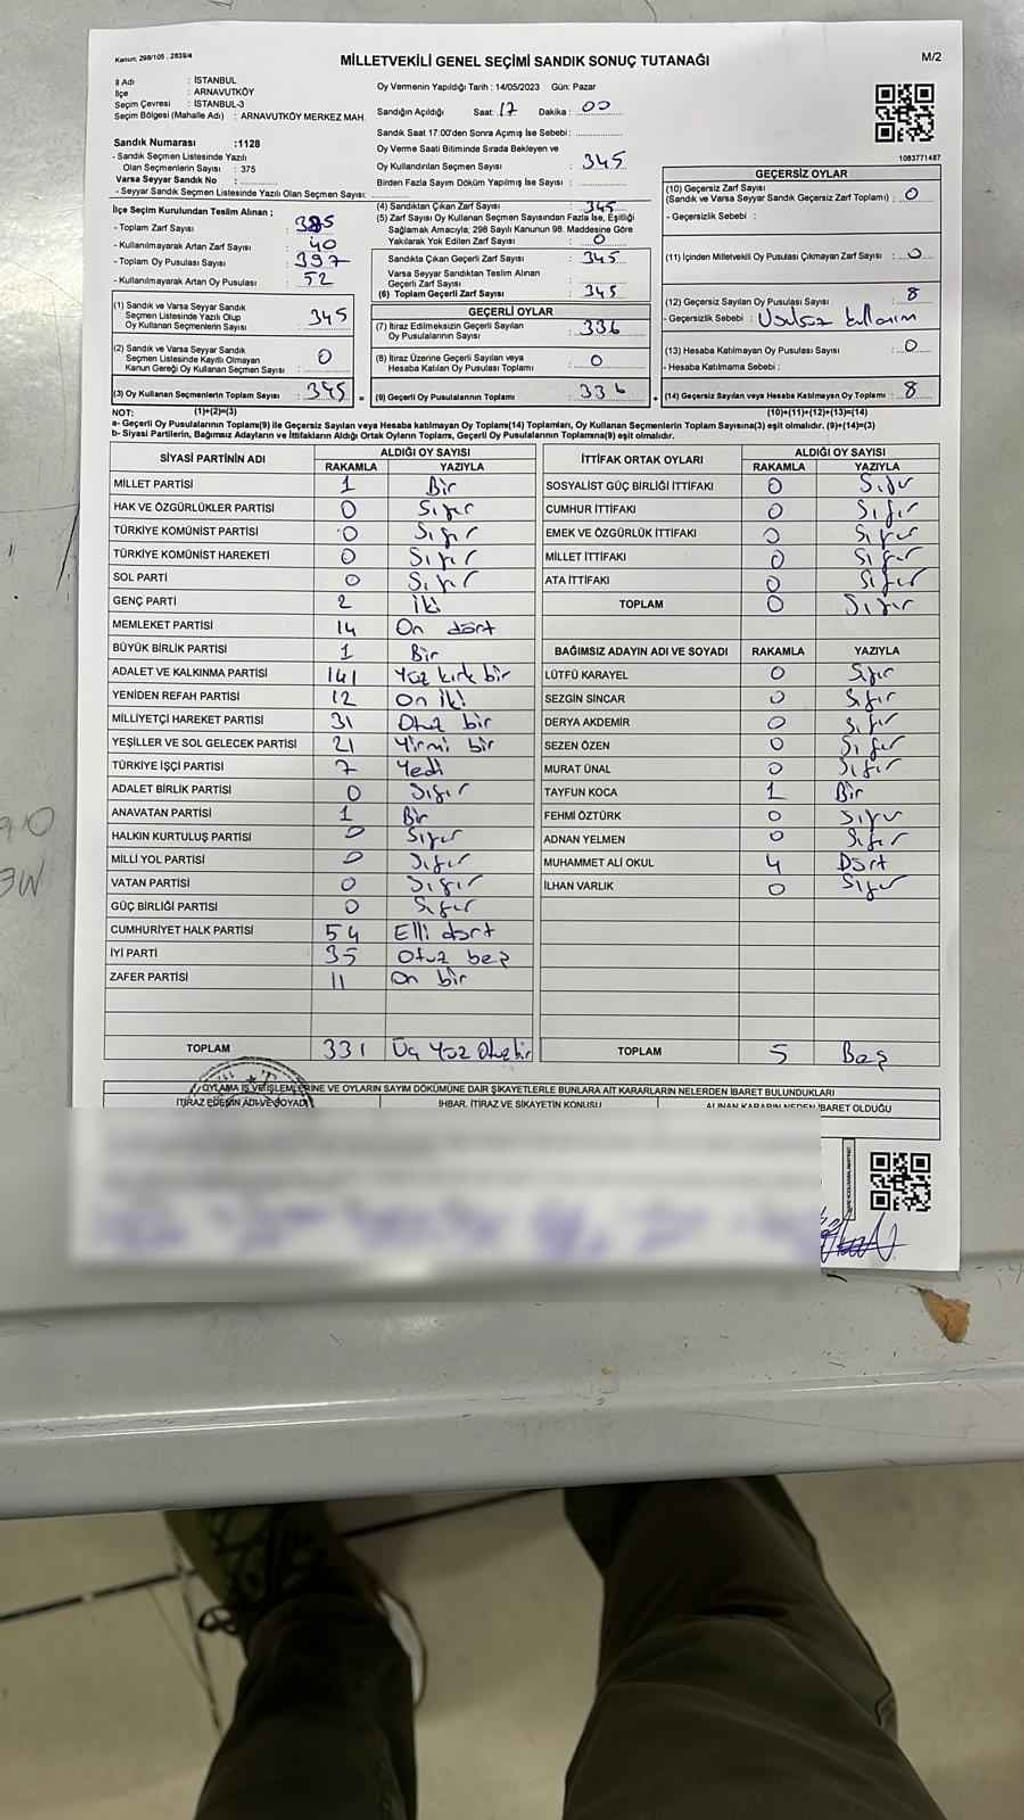 Kanun: 298/105 , 2839/4
MİLLETVEKİLİ GENEL SEÇİMİ SANDIK SONUÇ TUTANAĞI
M/2
İl Adı : İSTANBUL
İlçe : ARNAVUTKÖY
Seçim Çevresi : İSTANBUL-3
Seçim Bölgesi (Mahalle Adı) : ARNAVUTKÖY MERKEZ MAH.
Sandık Numarası :1128
- Sandık Seçmen Listesinde Yazılı
Olan Seçmenlerin Sayısı : 375
Varsa Seyyar Sandık No :
- Seyyar Sandık Seçmen Listesinde Yazılı Olan Seçmen Sayısı:
Oy Vermenin Yapıldığı Tarih : 14/05/2023 Gün: Pazar
Sandığın Açıldığı Saat: 17 Dakika : 00
Sandık Saat 17:00'den Sonra Açımış İse Sebebi :
Oy Verme Saati Bitiminde Sırada Bekleyen ve
Oy Kullandırılan Seçmen Sayısı : 345
Birden Fazla Sayım Döküm Yapılmış İse Sayısı :
1083771487
İlçe Seçim Kurulundan Teslim Alınan ;
- Toplam Zarf Sayısı : 385
- Kullanılmayarak Artan Zarf Sayısı : 40
- Toplam Oy Pusulası Sayısı : 397
- Kullanılmayarak Artan Oy Pusulası : 52
(1) Sandık ve Varsa Seyyar Sandık
Seçmen Listesinde Yazılı Olup
Oy Kullanan Seçmenlerin Sayısı : 345
(2) Sandık ve Varsa Seyyar Sandık
Seçmen Listesinde Kayıtlı Olmayan
Kanun Gereği Oy Kullanan Seçmen Sayısı : 0
(3) Oy Kullanan Seçmenlerin Toplam Sayısı : 345
(4) Sandıktan Çıkan Zarf Sayısı : 345
(5) Zarf Sayısı Oy Kullanan Seçmen Sayısından Fazla İse, Eşitliği
Sağlamak Amacıyla; 298 Sayılı Kanunun 98. Maddesine Göre
Yakılarak Yok Edilen Zarf Sayısı : 0
Sandıkta Çıkan Geçerli Zarf Sayısı : 345
Varsa Seyyar Sandıktan Teslim Alınan
Geçerli Zarf Sayısı :
(6) Toplam Geçerli Zarf Sayısı : 345
GEÇERLİ OYLAR
(7) İtiraz Edilmeksizin Geçerli Sayılan
Oy Pusulalarının Sayısı : 336
(8) İtiraz Üzerine Geçerli Sayılan veya
Hesaba Katılan Oy Pusulası Toplamı : 0
(9) Geçerli Oy Pusulalarının Toplamı : 336
GEÇERSİZ OYLAR
(10) Geçersiz Zarf Sayısı
(Sandık ve Varsa Seyyar Sandık Geçersiz Zarf Toplamı) : 0
- Geçersizlik Sebebi :
(11) İçinden Milletvekili Oy Pusulası Çıkmayan Zarf Sayısı : 0
(12) Geçersiz Sayılan Oy Pusulası Sayısı : 8
- Geçersizlik Sebebi : Usulsüz kullanım
(13) Hesaba Katılmayan Oy Pusulası Sayısı : 0
- Hesaba Katılmama Sebebi :
(14) Geçersiz Sayılan veya Hesaba Katılmayan Oy Toplamı : 8
NOT: (1)+(2)=(3) (10)+(11)+(12)+(13)=(14)
a- Geçerli Oy Pusulalarının Toplamı(9) ile Geçersiz Sayılan veya Hesaba katılmayan Oy Toplamı(14) Toplamları, Oy Kullanan Seçmenlerin Toplam Sayısına(3) eşit olmalıdır. (9)+(14)=(3)
b- Siyasi Partilerin, Bağımsız Adayların ve İttifakların Aldığı Ortak Oyların Toplamı, Geçerli Oy Pusulalarının Toplamına(9) eşit olmalıdır.
SİYASİ PARTİNİN ADI ALDIĞI OY SAYISI
RAKAMLA YAZIYLA
MİLLET PARTİSİ 1 Bir
HAK VE ÖZGÜRLÜKLER PARTİSİ 0 Sıfır
TÜRKİYE KOMÜNİST PARTİSİ 0 Sıfır
TÜRKİYE KOMÜNİST HAREKETİ 0 Sıfır
SOL PARTİ 0 Sıfır
GENÇ PARTİ 2 İki
MEMLEKET PARTİSİ 14 On dört
BÜYÜK BİRLİK PARTİSİ 1 Bir
ADALET VE KALKINMA PARTİSİ 141 Yüz kırk bir
YENİDEN REFAH PARTİSİ 12 On iki
MİLLİYETÇİ HAREKET PARTİSİ 31 Otuz bir
YEŞİLLER VE SOL GELECEK PARTİSİ 21 Yirmi bir
TÜRKİYE İŞÇİ PARTİSİ 7 Yedi
ADALET BİRLİK PARTİSİ 0 Sıfır
ANAVATAN PARTİSİ 1 Bir
HALKIN KURTULUŞ PARTİSİ 0 Sıfır
MİLLİ YOL PARTİSİ 0 Sıfır
VATAN PARTİSİ 0 Sıfır
GÜÇ BİRLİĞİ PARTİSİ 0 Sıfır
CUMHURİYET HALK PARTİSİ 54 Elli dört
İYİ PARTİ 35 Otuz beş
ZAFER PARTİSİ 11 On bir
TOPLAM 331 Üç Yüz Otuz bir
İTTİFAK ORTAK OYLARI ALDIĞI OY SAYISI
RAKAMLA YAZIYLA
SOSYALİST GÜÇ BİRLİĞİ İTTİFAKI 0 Sıfır
CUMHUR İTTİFAKI 0 Sıfır
EMEK VE ÖZGÜRLÜK İTTİFAKI 0 Sıfır
MİLLET İTTİFAKI 0 Sıfır
ATA İTTİFAKI 0 Sıfır
TOPLAM 0 Sıfır
BAĞIMSIZ ADAYIN ADI VE SOYADI RAKAMLA YAZIYLA
LÜTFÜ KARAYEL 0 Sıfır
SEZGİN SİNCAR 0 Sıfır
DERYA AKDEMİR 0 Sıfır
SEZEN ÖZEN 0 Sıfır
MURAT ÜNAL 0 Sıfır
TAYFUN KOCA 1 Bir
FEHMİ ÖZTÜRK 0 Sıfır
ADNAN YELMEN 0 Sıfır
MUHAMMET ALİ OKUL 4 Dört
İLHAN VARLIK 0 Sıfır
TOPLAM 5 Beş
OYLAMA İŞ VE İŞLEMLERİNE VE OYLARIN SAYIM DÖKÜMÜNE DAİR ŞİKAYETLERLE BUNLARA AİT KARARLARIN NELERDEN İBARET BULUNDUKLARI
İTİRAZ EDENİN ADI VE SOYADI İHBAR, İTİRAZ VE ŞİKAYETİN KONUSU ALINAN KARARIN NEDEN İBARET OLDUĞU